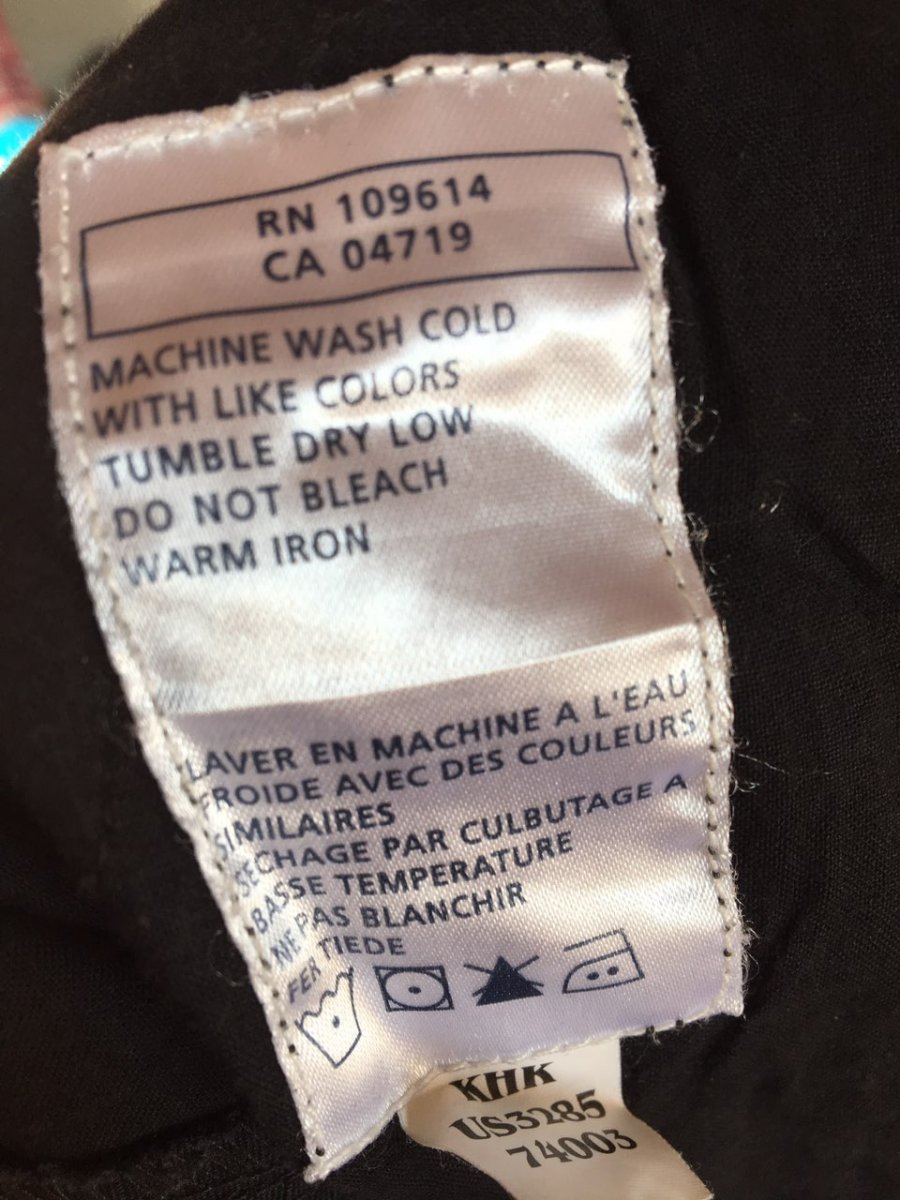 RN 109614
CA 04719
MACHINE WASH COLD
WITH LIKE COLORS
TUMBLE DRY LOW
DO NOT BLEACH
WARM IRON
LAVER EN MACHINE A L'EAU
FROIDE AVEC DES COULEURS
SIMILAIRES
SECHAGE PAR CULBUTAGE A
BASSE TEMPERATURE
NE PAS BLANCHIR
FER TIEDE
KHK
US3285
74003